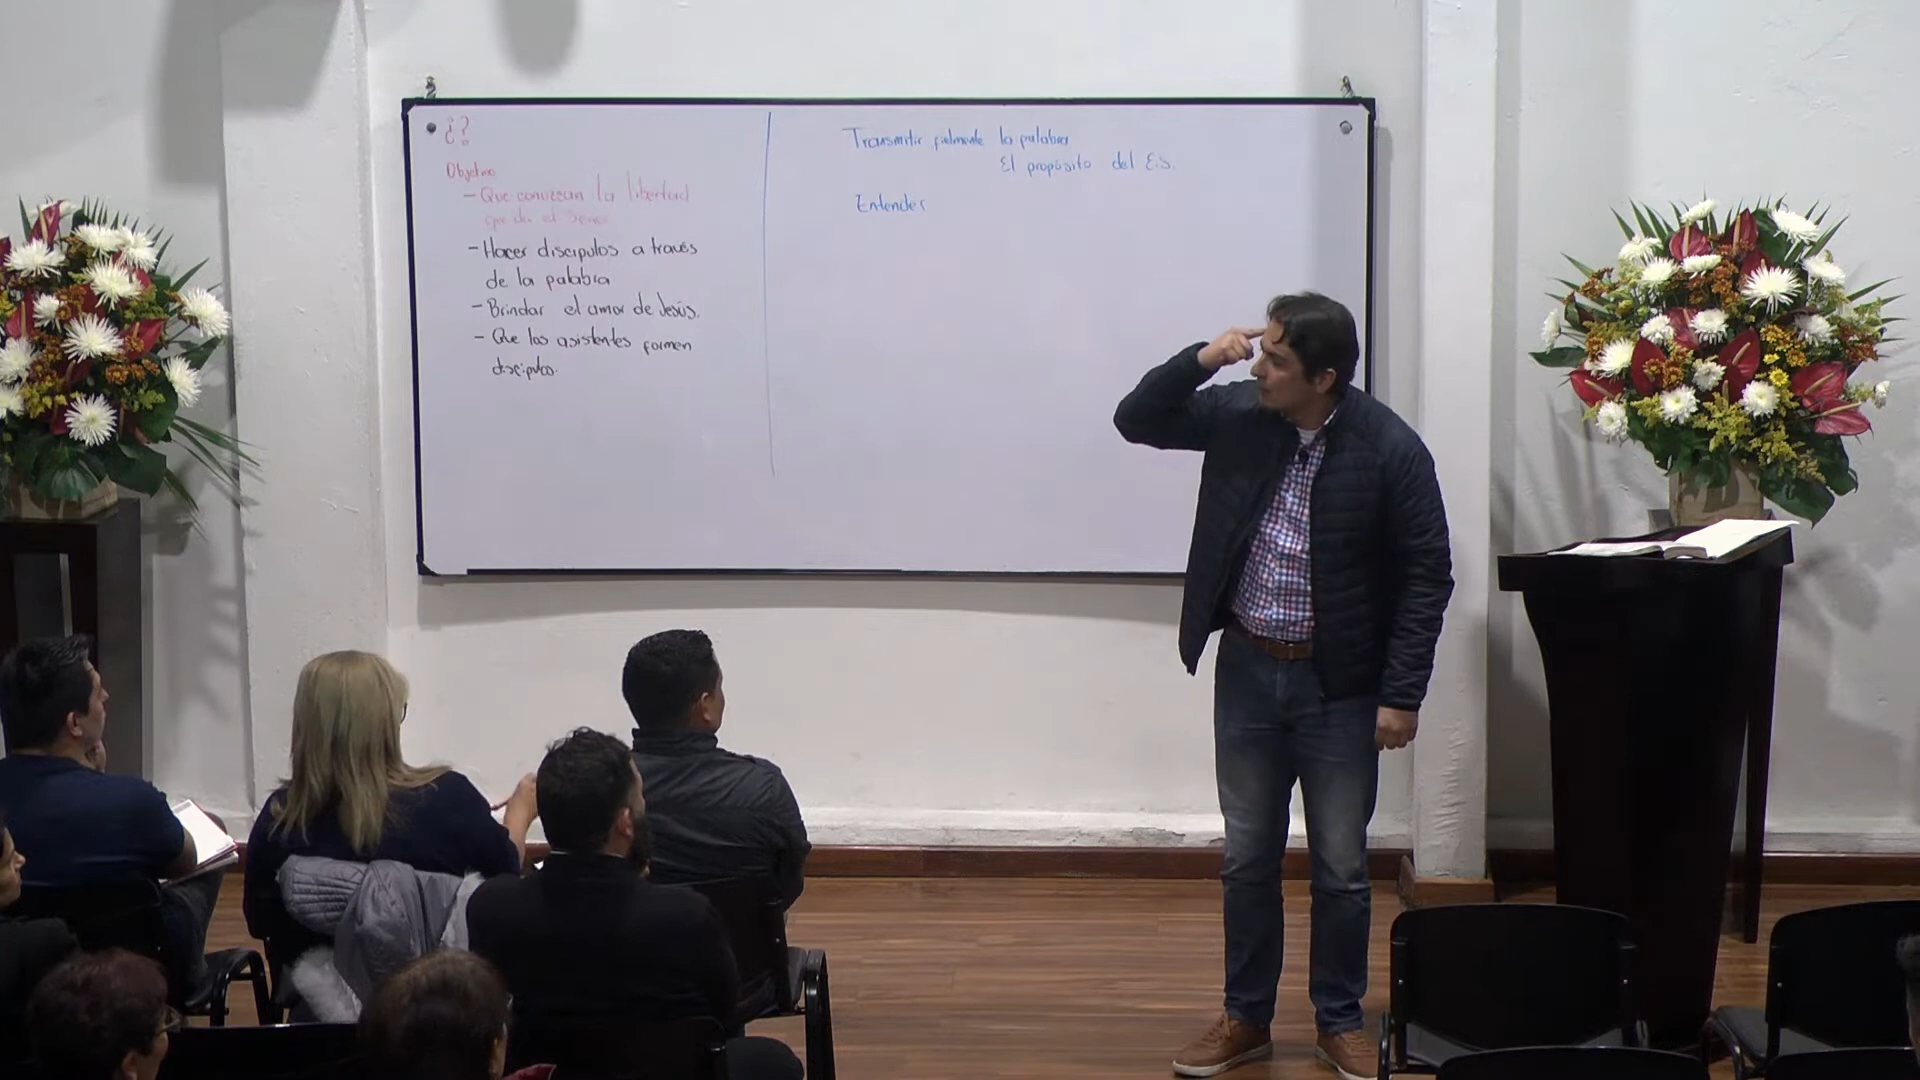 ¿?
Objetivo
- Que conozcan la libertad
que da el Señor
- Hacer discipulos a través
de la palabra
- Brindar el amor de Jesús.
- Que los asistentes formen
discipulos.
Transmitir fielmente la palabra
El propósito del E.S.
Entender